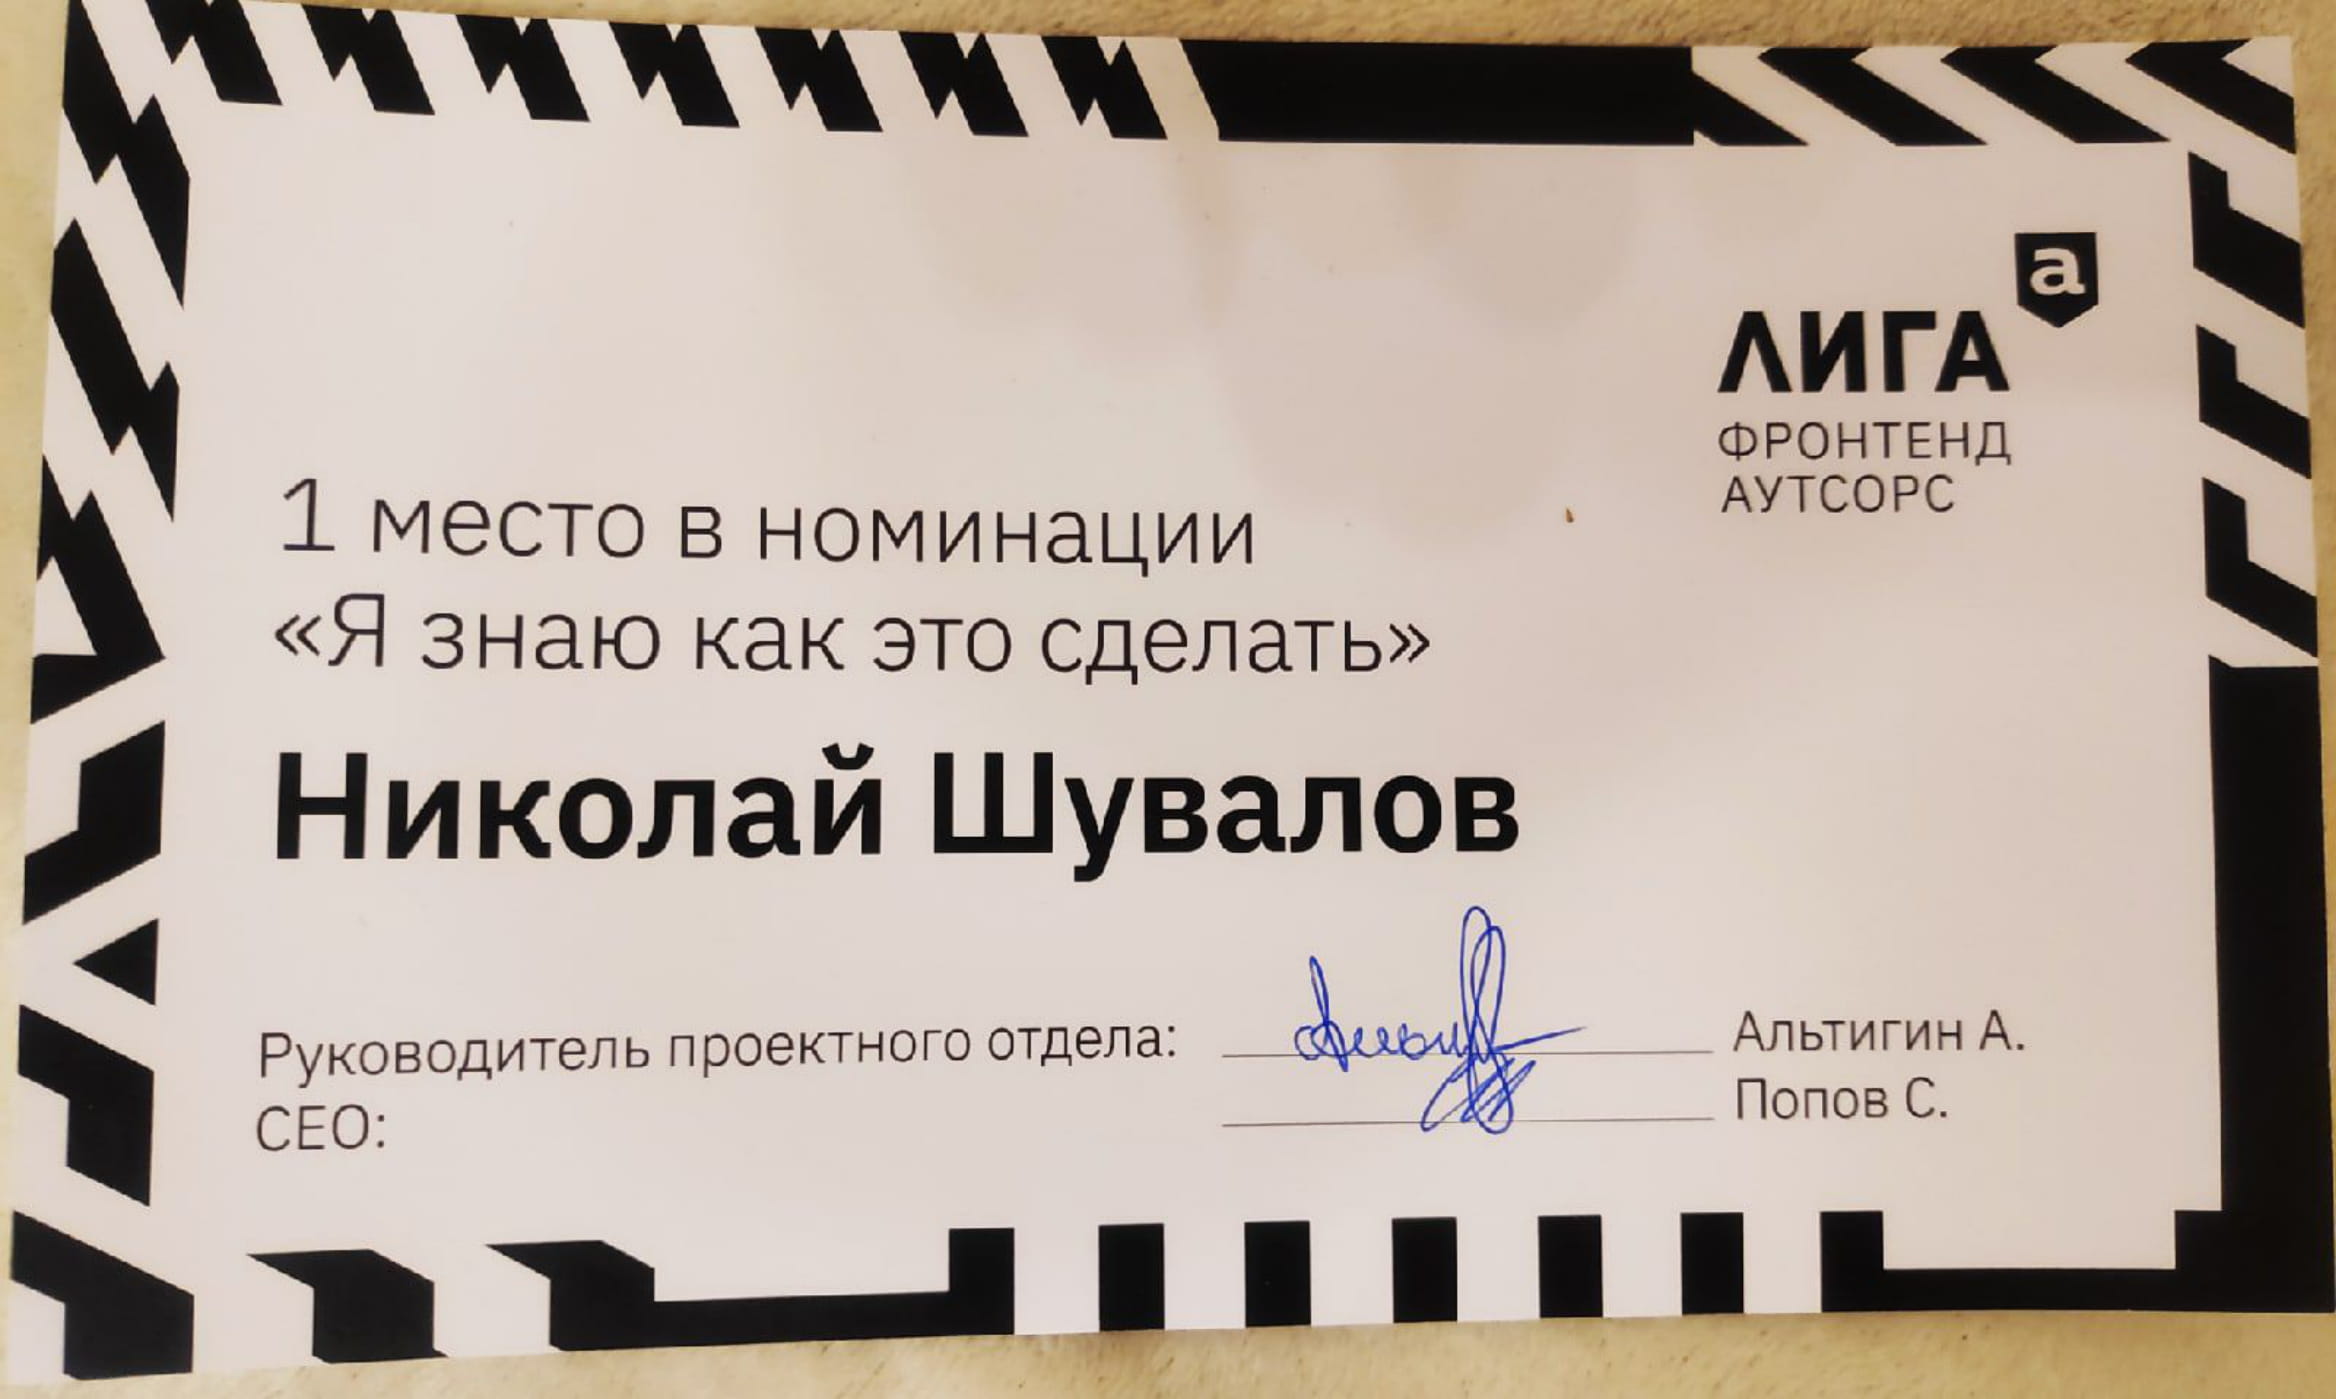 а
ЛИГА
ФРОНТЕНД
АУТСОРС
1 место в номинации
«Я знаю как это сделать»
Николай Шувалов
Руководитель проектного отдела: Альтигин А.
CEO: Попов С.